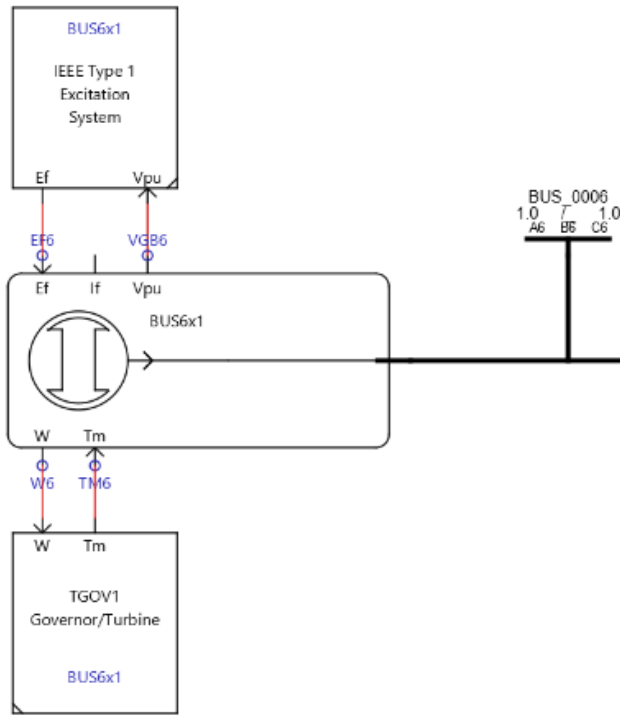 BUS6x1
IEEE Type 1
Excitation
System
Ef Vpu
EF6 VGB6
Ef If Vpu
BUS6x1
W Tm
W6 TM6
W Tm
TGOV1
Governor/Turbine
BUS6x1
BUS_0006
1.0 / 1.0
A6 B6 C6